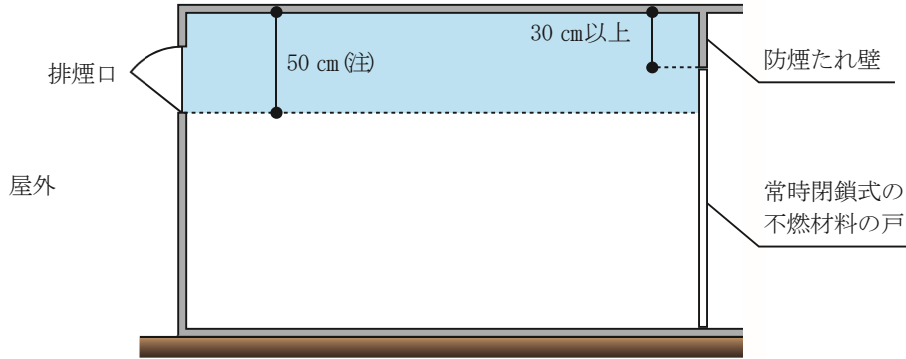 30 cm以上
50 cm(注)
排煙口
防煙たれ壁
屋外
常時閉鎖式の
不燃材料の戸